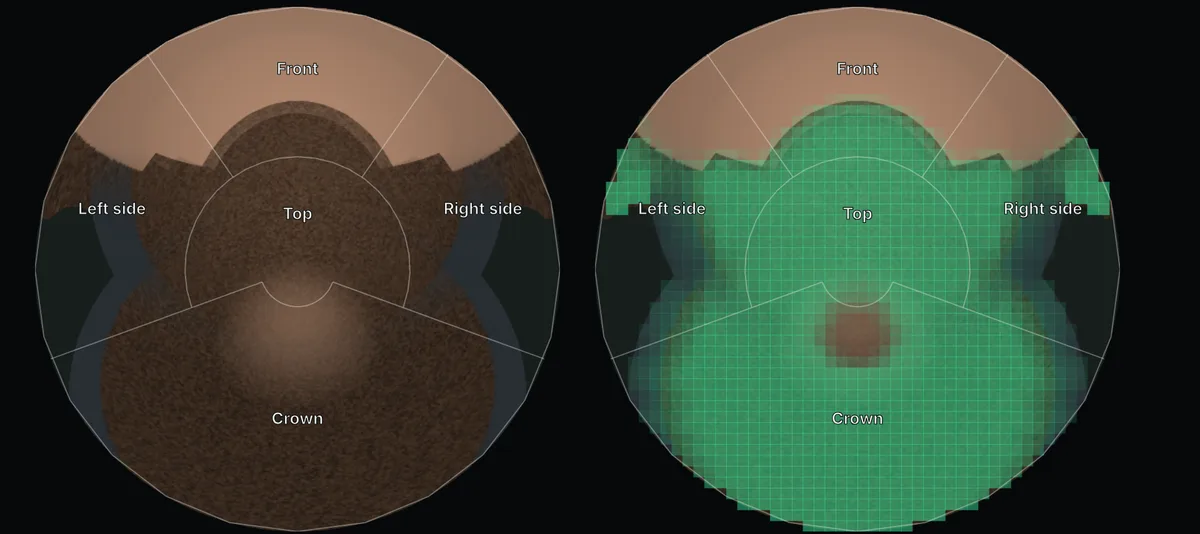 Front
Left side
Top
Right side
Crown
Front
Left side
Top
Right side
Crown